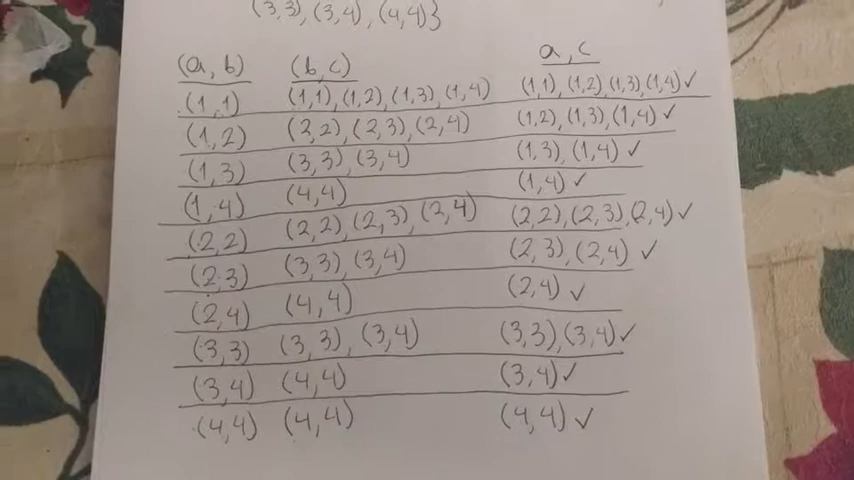 (3,3), (3,4), (4,4)}
(a, b) (b, c) a, c
(1,1) (1,1), (1,2), (1,3), (1,4) (1,1), (1,2), (1,3), (1,4) ✓
(1,2) (2,2), (2,3), (2,4) (1,2), (1,3), (1,4) ✓
(1,3) (3,3), (3,4) (1,3), (1,4) ✓
(1,4) (4,4) (1,4) ✓
(2,2) (2,2), (2,3), (2,4) (2,2), (2,3), (2,4) ✓
(2,3) (3,3), (3,4) (2,3), (2,4) ✓
(2,4) (4,4) (2,4) ✓
(3,3) (3,3), (3,4) (3,3), (3,4) ✓
(3,4) (4,4) (3,4) ✓
(4,4) (4,4) (4,4) ✓